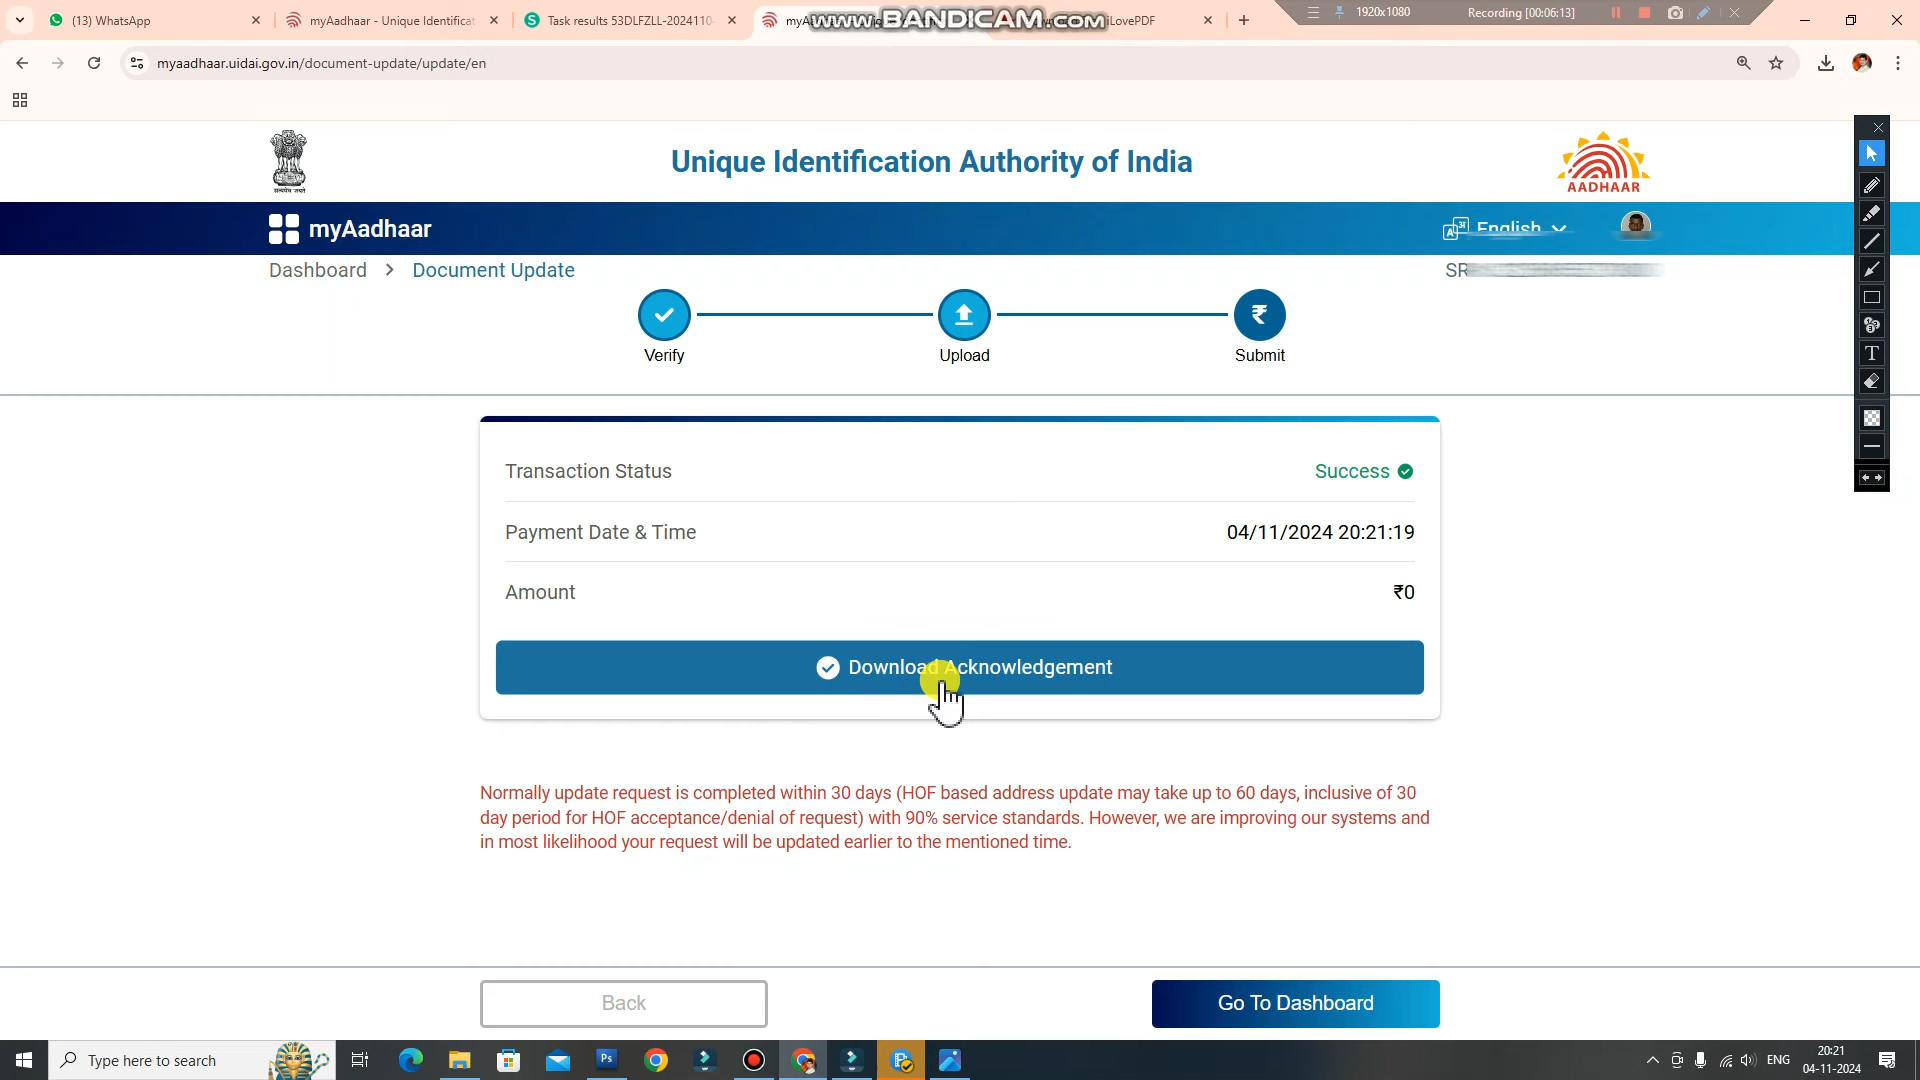 (13) WhatsApp
myAadhaar - Unique Identificat
Task results 53DLFZLL-2024110
iLovePDF
www.BANDICAM.com
1920x1080
Recording [00:06:13]
myaadhaar.uidai.gov.in/document-update/update/en
सत्यमेव जयते
Unique Identification Authority of India
AADHAAR
myAadhaar
English
Dashboard > Document Update
SR
Verify
Upload
₹
Submit
Transaction Status
Success
Payment Date & Time
04/11/2024 20:21:19
Amount
₹0
Download Acknowledgement
Normally update request is completed within 30 days (HOF based address update may take up to 60 days, inclusive of 30
day period for HOF acceptance/denial of request) with 90% service standards. However, we are improving our systems and
in most likelihood your request will be updated earlier to the mentioned time.
Back
Go To Dashboard
Type here to search
Ps
ENG
20:21
04-11-2024